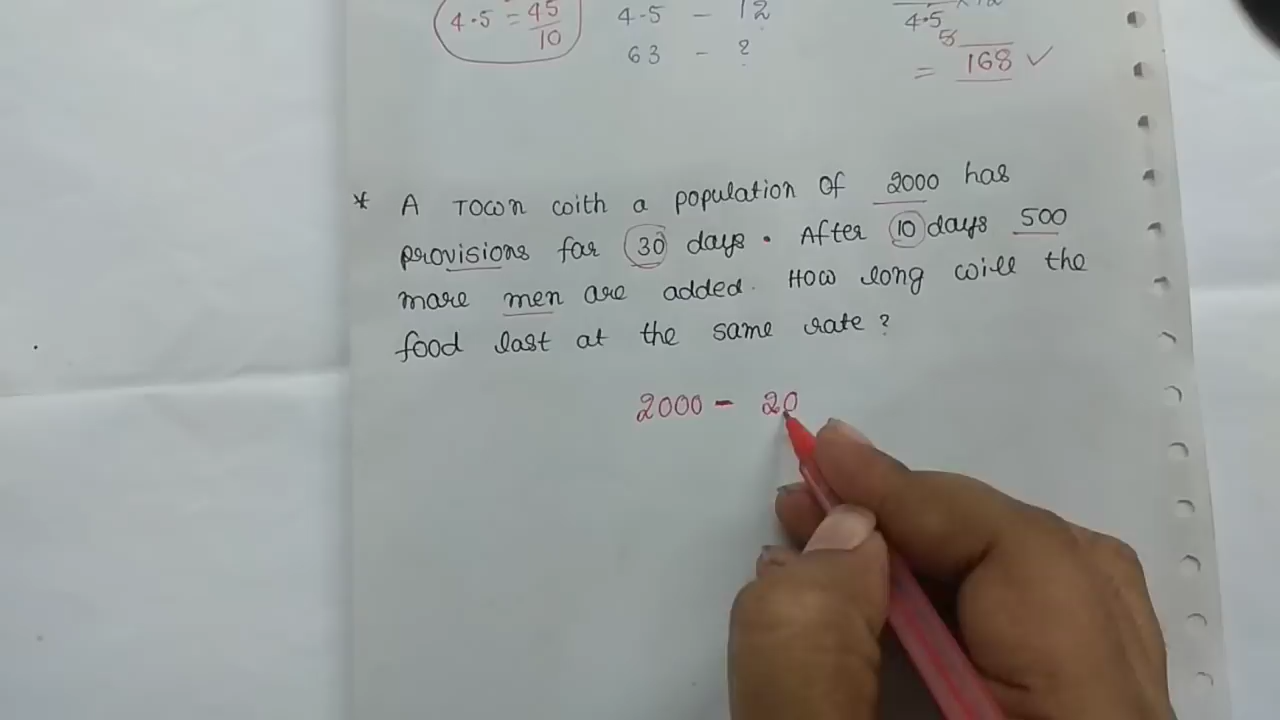 4.5 = 45/10 4.5 - 12 4.5
63 - ? 5
= 168 ✓
* A Town with a population of 2000 has
provisions for 30 days. After 10 days 500
more men are added. How long will the
food last at the same rate?
2000 - 20